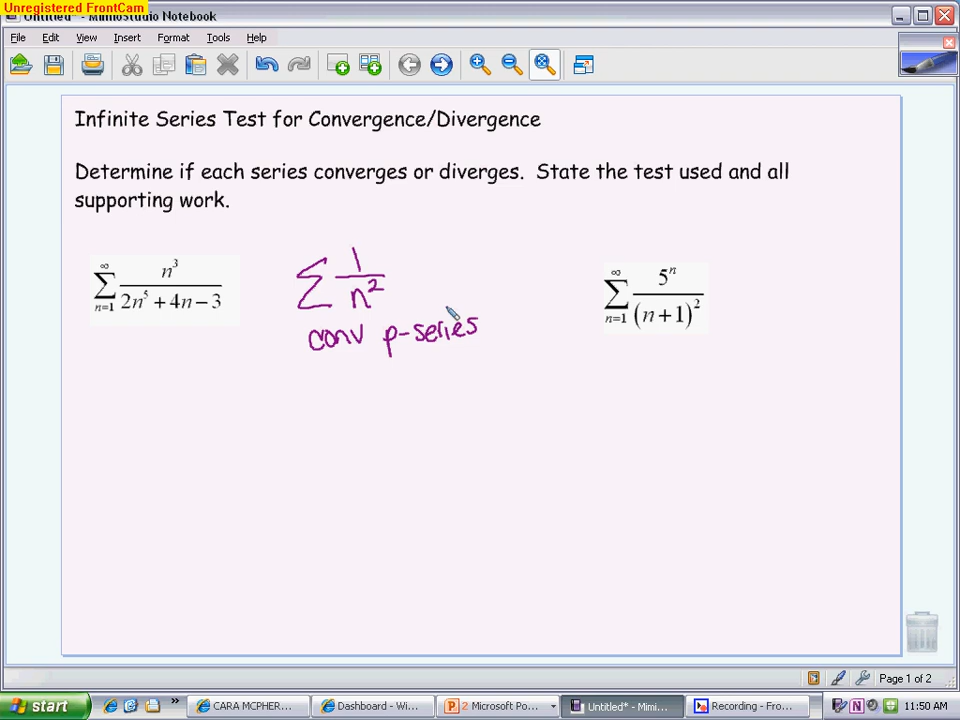 Unregistered FrontCam
Untitled* - MimioStudio Notebook
File Edit View Insert Format Tools Help
Infinite Series Test for Convergence/Divergence
Determine if each series converges or diverges. State the test used and all
supporting work.
∞ ∑ n=1 n³ / (2n⁵ + 4n − 3)
∑ 1/n²
conv p-series
∞ ∑ n=1 5ⁿ / (n+1)²
Page 1 of 2
start
CARA MCPHER...
Dashboard - Wi...
2 Microsoft Po...
Untitled* - Mimi...
Recording - Fro...
11:50 AM